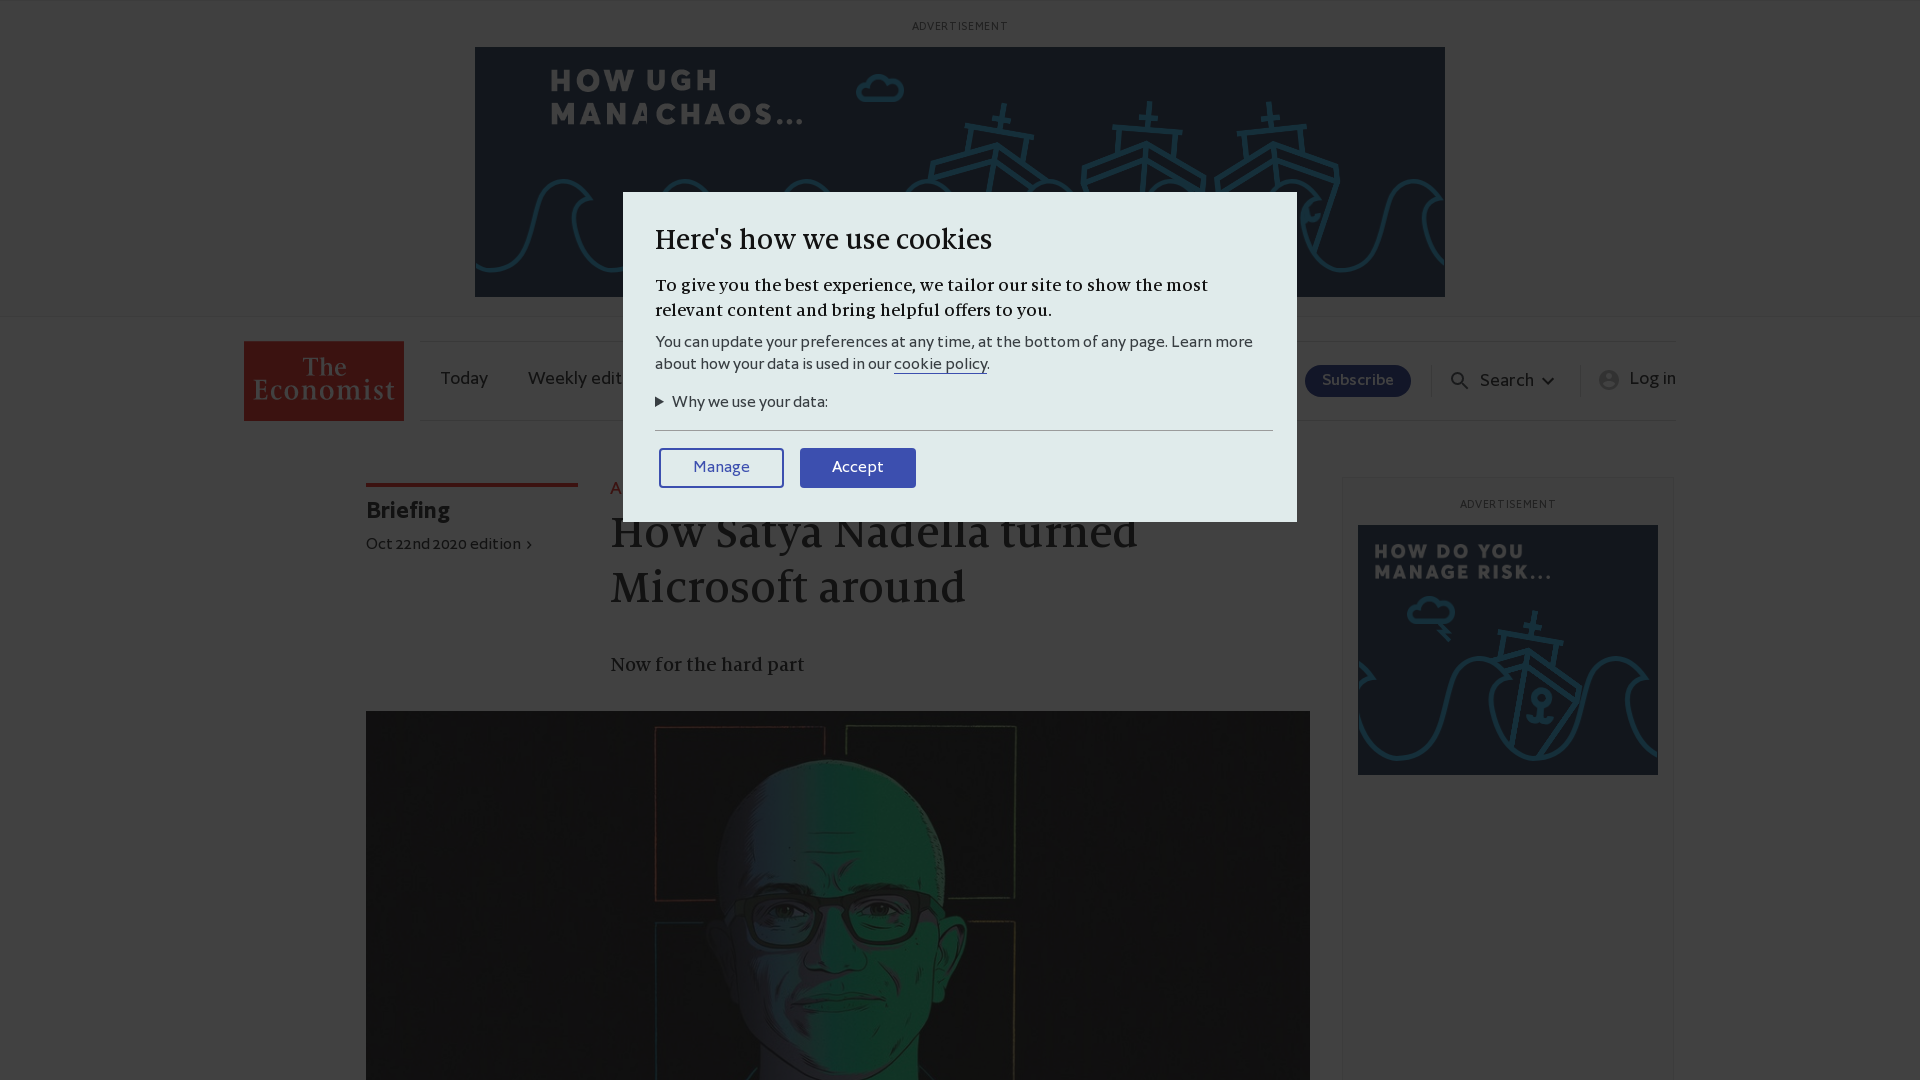 ADVERTISEMENT
HOW UGH
MANACHAOS...
Here's how we use cookies
To give you the best experience, we tailor our site to show the most
relevant content and bring helpful offers to you.
You can update your preferences at any time, at the bottom of any page. Learn more
about how your data is used in our cookie policy.
Why we use your data:
Manage
Accept
The
Economist
Today
Weekly edit
Subscribe
Search
Log in
Briefing
Oct 22nd 2020 edition ›
How Satya Nadella turned
Microsoft around
Now for the hard part
ADVERTISEMENT
HOW DO YOU
MANAGE RISK...